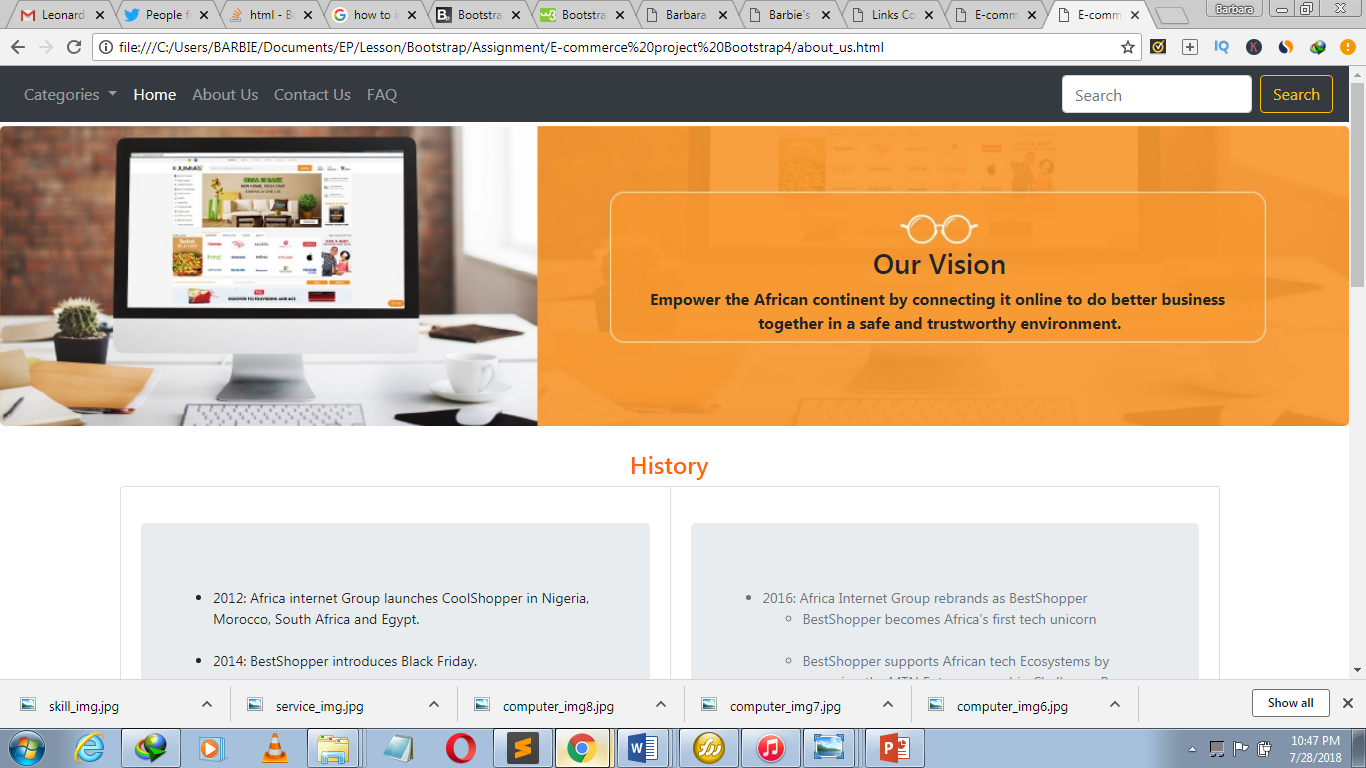 Leonard
People f
html - B
how to i
Bootstra
Bootstra
Barbara
Barbie's
Links Co
E-comm
E-comm
Barbara
file:///C:/Users/BARBIE/Documents/EP/Lesson/Bootstrap/Assignment/E-commerce%20project%20Bootstrap4/about_us.html
Categories Home About Us Contact Us FAQ Search Search
JUMIA
Our Vision
Empower the African continent by connecting it online to do better business
together in a safe and trustworthy environment.
History
2012: Africa internet Group launches CoolShopper in Nigeria,
Morocco, South Africa and Egypt.
2014: BestShopper introduces Black Friday.
2016: Africa Internet Group rebrands as BestShopper
BestShopper becomes Africa's first tech unicorn
BestShopper supports African tech Ecosystems by
skill_img.jpg
service_img.jpg
computer_img8.jpg
computer_img7.jpg
computer_img6.jpg
Show all
10:47 PM
7/28/2018